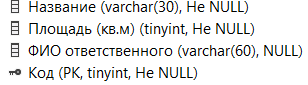 Название (varchar(30), Не NULL)
Площадь (кв.м) (tinyint, Не NULL)
ФИО ответственного (varchar(60), NULL)
Код (PK, tinyint, Не NULL)